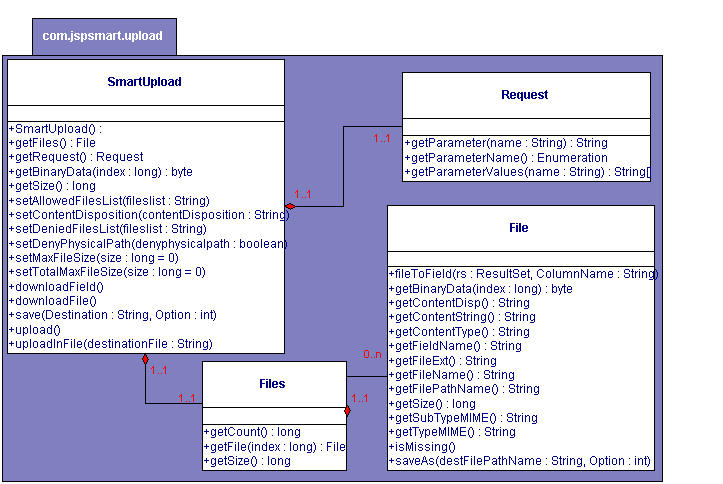 com.jspsmart.upload
SmartUpload
+SmartUpload() :
+getFiles() : File
+getRequest() : Request
+getBinaryData(index : long) : byte
+getSize() : long
+setAllowedFilesList(fileslist : String)
+setContentDisposition(contentDisposition : String)
+setDeniedFilesList(fileslist : String)
+setDenyPhysicalPath(denyphysicalpath : boolean)
+setMaxFileSize(size : long = 0)
+setTotalMaxFileSize(size : long = 0)
+downloadField()
+downloadFile()
+save(Destination : String, Option : int)
+upload()
+uploadInFile(destinationFile : String)
1..1
1..1
Request
+getParameter(name : String) : String
+getParameterName() : Enumeration
+getParameterValues(name : String) : String[
File
+fileToField(rs : ResultSet, ColumnName : String)
+getBinaryData(index : long) : byte
+getContentDisp() : String
+getContentString() : String
+getContentType() : String
+getFieldName() : String
+getFileExt() : String
+getFileName() : String
+getFilePathName() : String
+getSize() : long
+getSubTypeMIME() : String
+getTypeMIME() : String
+isMissing()
+saveAs(destFilePathName : String, Option : int)
0..n
1..1
1..1
1..1
Files
+getCount() : long
+getFile(index : long) : File
+getSize() : long